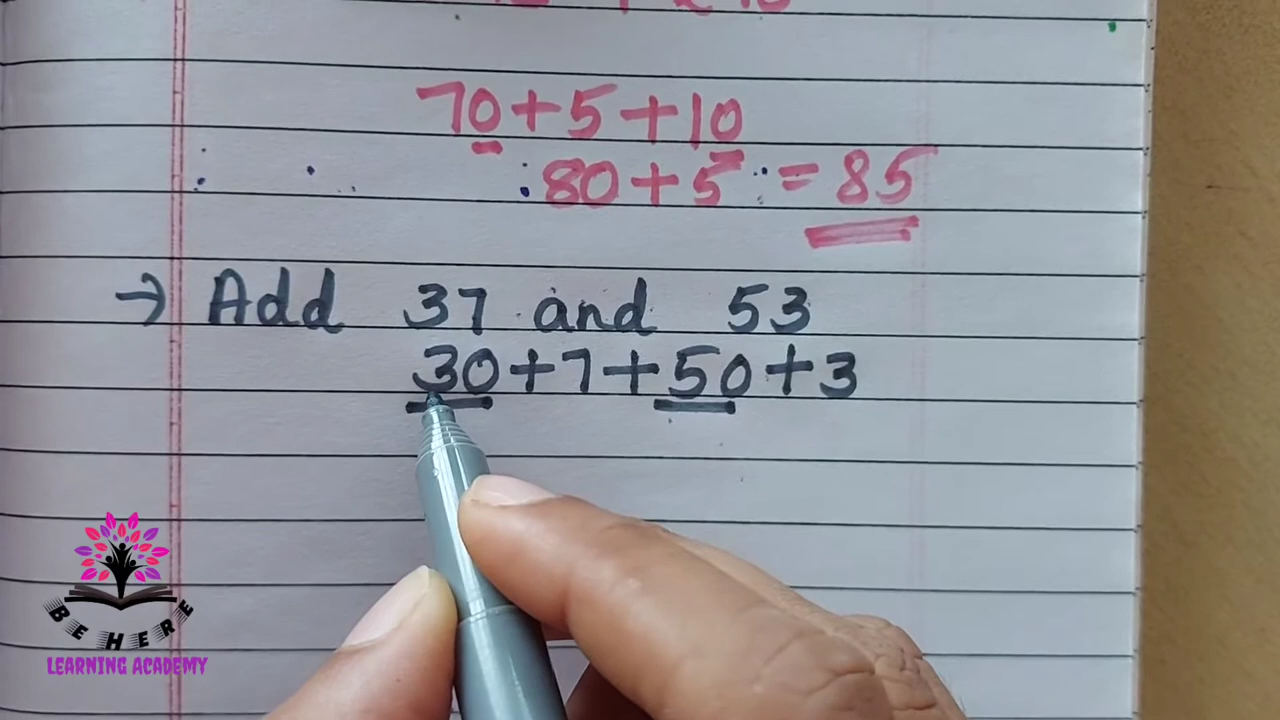 70+5+10
80+5 = 85
→ Add 37 and 53
30+7+50+3
BE HERE
LEARNING ACADEMY